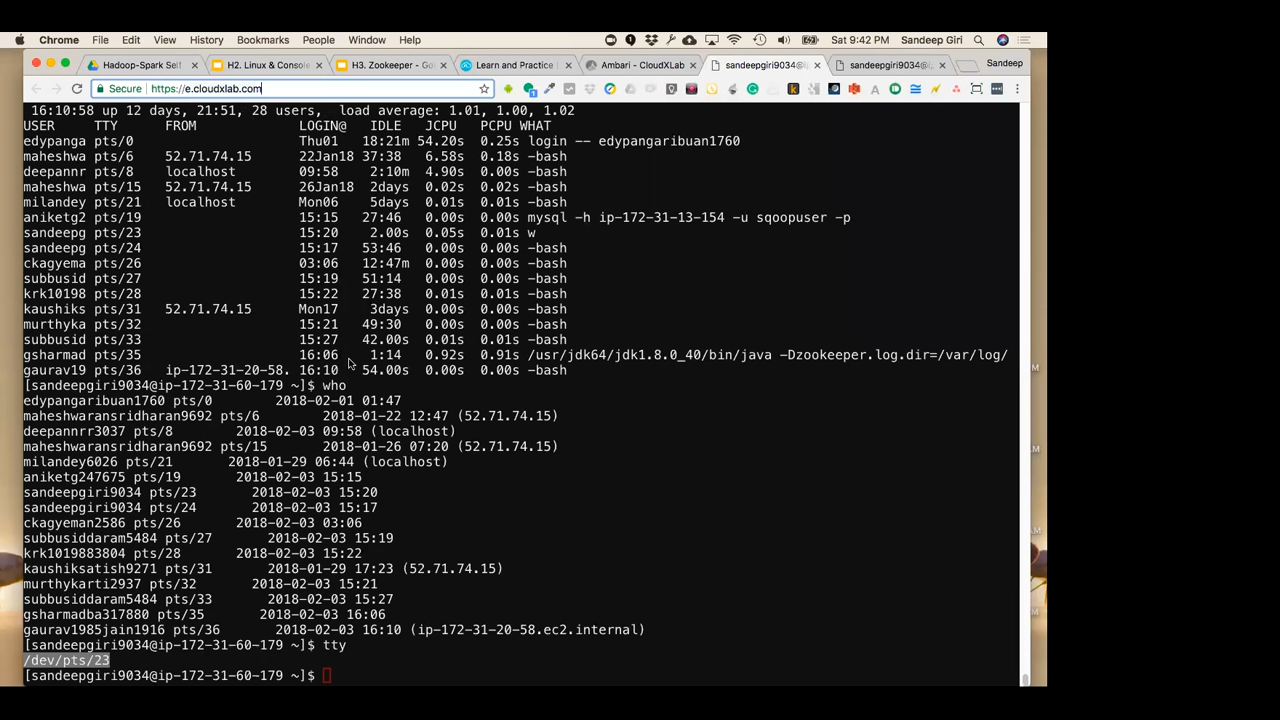 Chrome File Edit View History Bookmarks People Window Help Sat 9:42 PM Sandeep Giri
Hadoop-Spark Self H2. Linux & Console H3. Zookeeper - Go Learn and Practice Ambari - CloudXLab sandeepgiri9034@ip sandeepgiri9034@ip Sandeep
Secure https://e.cloudxlab.com
16:10:58 up 12 days, 21:51, 28 users, load average: 1.01, 1.00, 1.02
USER TTY FROM LOGIN@ IDLE JCPU PCPU WHAT
edypanga pts/0 Thu01 18:21m 54.20s 0.25s login -- edypangaribuan1760
maheshwa pts/6 52.71.74.15 22Jan18 37:38 6.58s 0.18s -bash
deepannr pts/8 localhost 09:58 2:10m 4.90s 0.00s -bash
maheshwa pts/15 52.71.74.15 26Jan18 2days 0.02s 0.02s -bash
milandey pts/21 localhost Mon06 5days 0.01s 0.01s -bash
aniketg2 pts/19 15:15 27:46 0.00s 0.00s mysql -h ip-172-31-13-154 -u sqoopuser -p
sandeepg pts/23 15:20 2.00s 0.05s 0.01s w
sandeepg pts/24 15:17 53:46 0.00s 0.00s -bash
ckagyema pts/26 03:06 12:47m 0.00s 0.00s -bash
subbusid pts/27 15:19 51:14 0.00s 0.00s -bash
krk10198 pts/28 15:22 27:38 0.01s 0.01s -bash
kaushiks pts/31 52.71.74.15 Mon17 3days 0.00s 0.00s -bash
murthyka pts/32 15:21 49:30 0.00s 0.00s -bash
subbusid pts/33 15:27 42.00s 0.01s 0.01s -bash
gsharmad pts/35 16:06 1:14 0.92s 0.91s /usr/jdk64/jdk1.8.0_40/bin/java -Dzookeeper.log.dir=/var/log/
gaurav19 pts/36 ip-172-31-20-58. 16:10 54.00s 0.00s 0.00s -bash
[sandeepgiri9034@ip-172-31-60-179 ~]$ who
edypangaribuan1760 pts/0 2018-02-01 01:47
maheshwaransridharan9692 pts/6 2018-01-22 12:47 (52.71.74.15)
deepannrr3037 pts/8 2018-02-03 09:58 (localhost)
maheshwaransridharan9692 pts/15 2018-01-26 07:20 (52.71.74.15)
milandey6026 pts/21 2018-01-29 06:44 (localhost)
aniketg247675 pts/19 2018-02-03 15:15
sandeepgiri9034 pts/23 2018-02-03 15:20
sandeepgiri9034 pts/24 2018-02-03 15:17
ckagyeman2586 pts/26 2018-02-03 03:06
subbusiddaram5484 pts/27 2018-02-03 15:19
krk1019883804 pts/28 2018-02-03 15:22
kaushiksatish9271 pts/31 2018-01-29 17:23 (52.71.74.15)
murthykarti2937 pts/32 2018-02-03 15:21
subbusiddaram5484 pts/33 2018-02-03 15:27
gsharmadba317880 pts/35 2018-02-03 16:06
gaurav1985jain1916 pts/36 2018-02-03 16:10 (ip-172-31-20-58.ec2.internal)
[sandeepgiri9034@ip-172-31-60-179 ~]$ tty
/dev/pts/23
[sandeepgiri9034@ip-172-31-60-179 ~]$